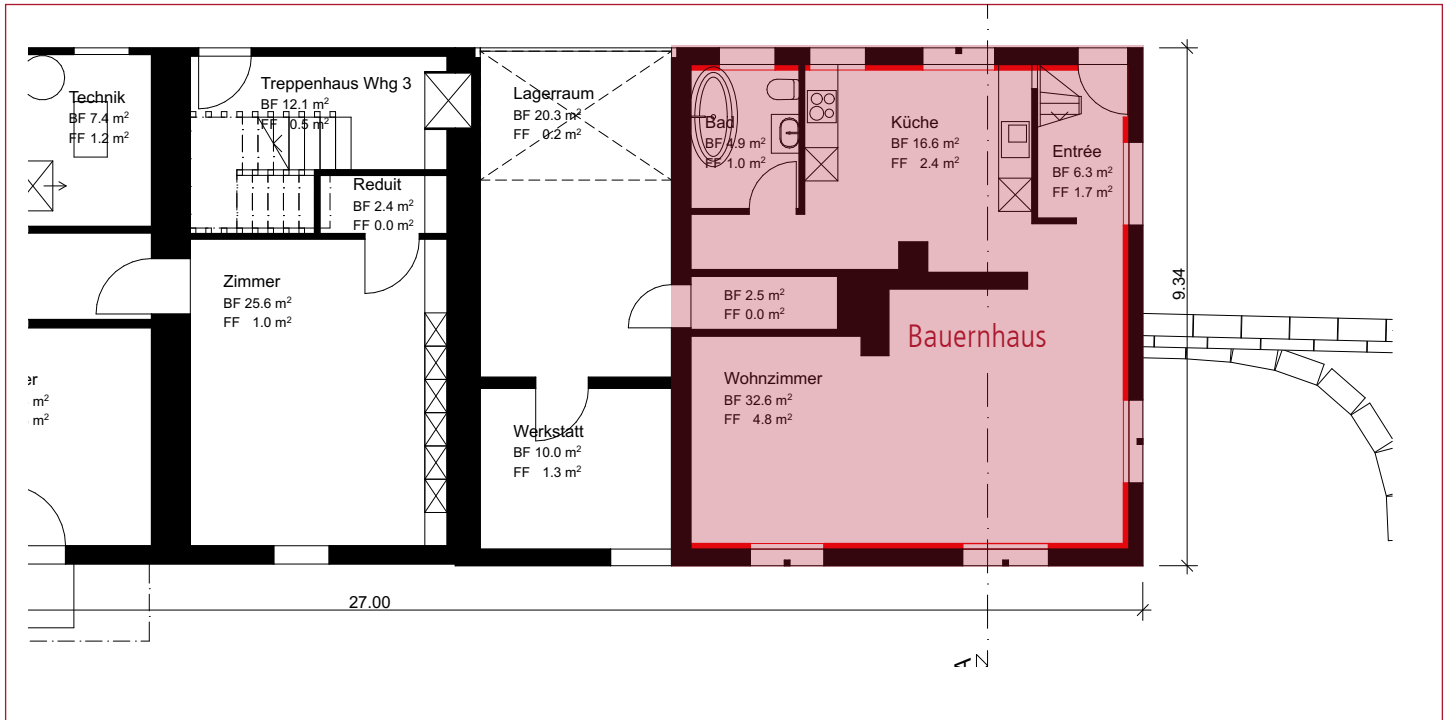 Technik
BF 7.4 m²
FF 1.2 m²
Treppenhaus Whg 3
BF 12.1 m²
FF 0.5 m²
Reduit
BF 2.4 m²
FF 0.0 m²
Zimmer
BF 25.6 m²
FF 1.0 m²
er
m²
m²
Lagerraum
BF 20.3 m²
FF 0.2 m²
Werkstatt
BF 10.0 m²
FF 1.3 m²
Bad
BF 4.9 m²
FF 1.0 m²
Küche
BF 16.6 m²
FF 2.4 m²
Entrée
BF 6.3 m²
FF 1.7 m²
BF 2.5 m²
FF 0.0 m²
Bauernhaus
Wohnzimmer
BF 32.6 m²
FF 4.8 m²
9.34
27.00